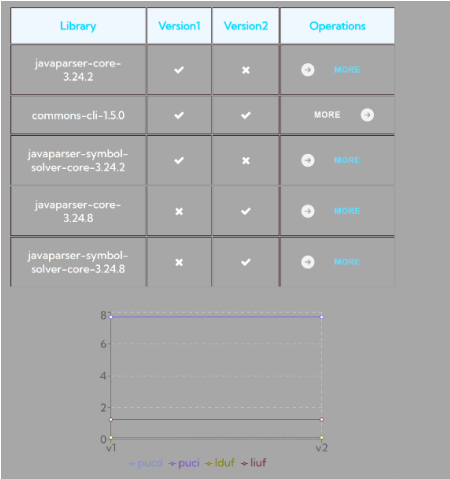 Library Version1 Version2 Operations
javaparser-core-
3.24.2
MORE
commons-cli-1.5.0
MORE
javaparser-symbol-
solver-core-3.24.2
MORE
javaparser-core-
3.24.8
MORE
javaparser-symbol-
solver-core-3.24.8
MORE
8
6
4
2
0
v1 v2
pucd puci lduf liuf